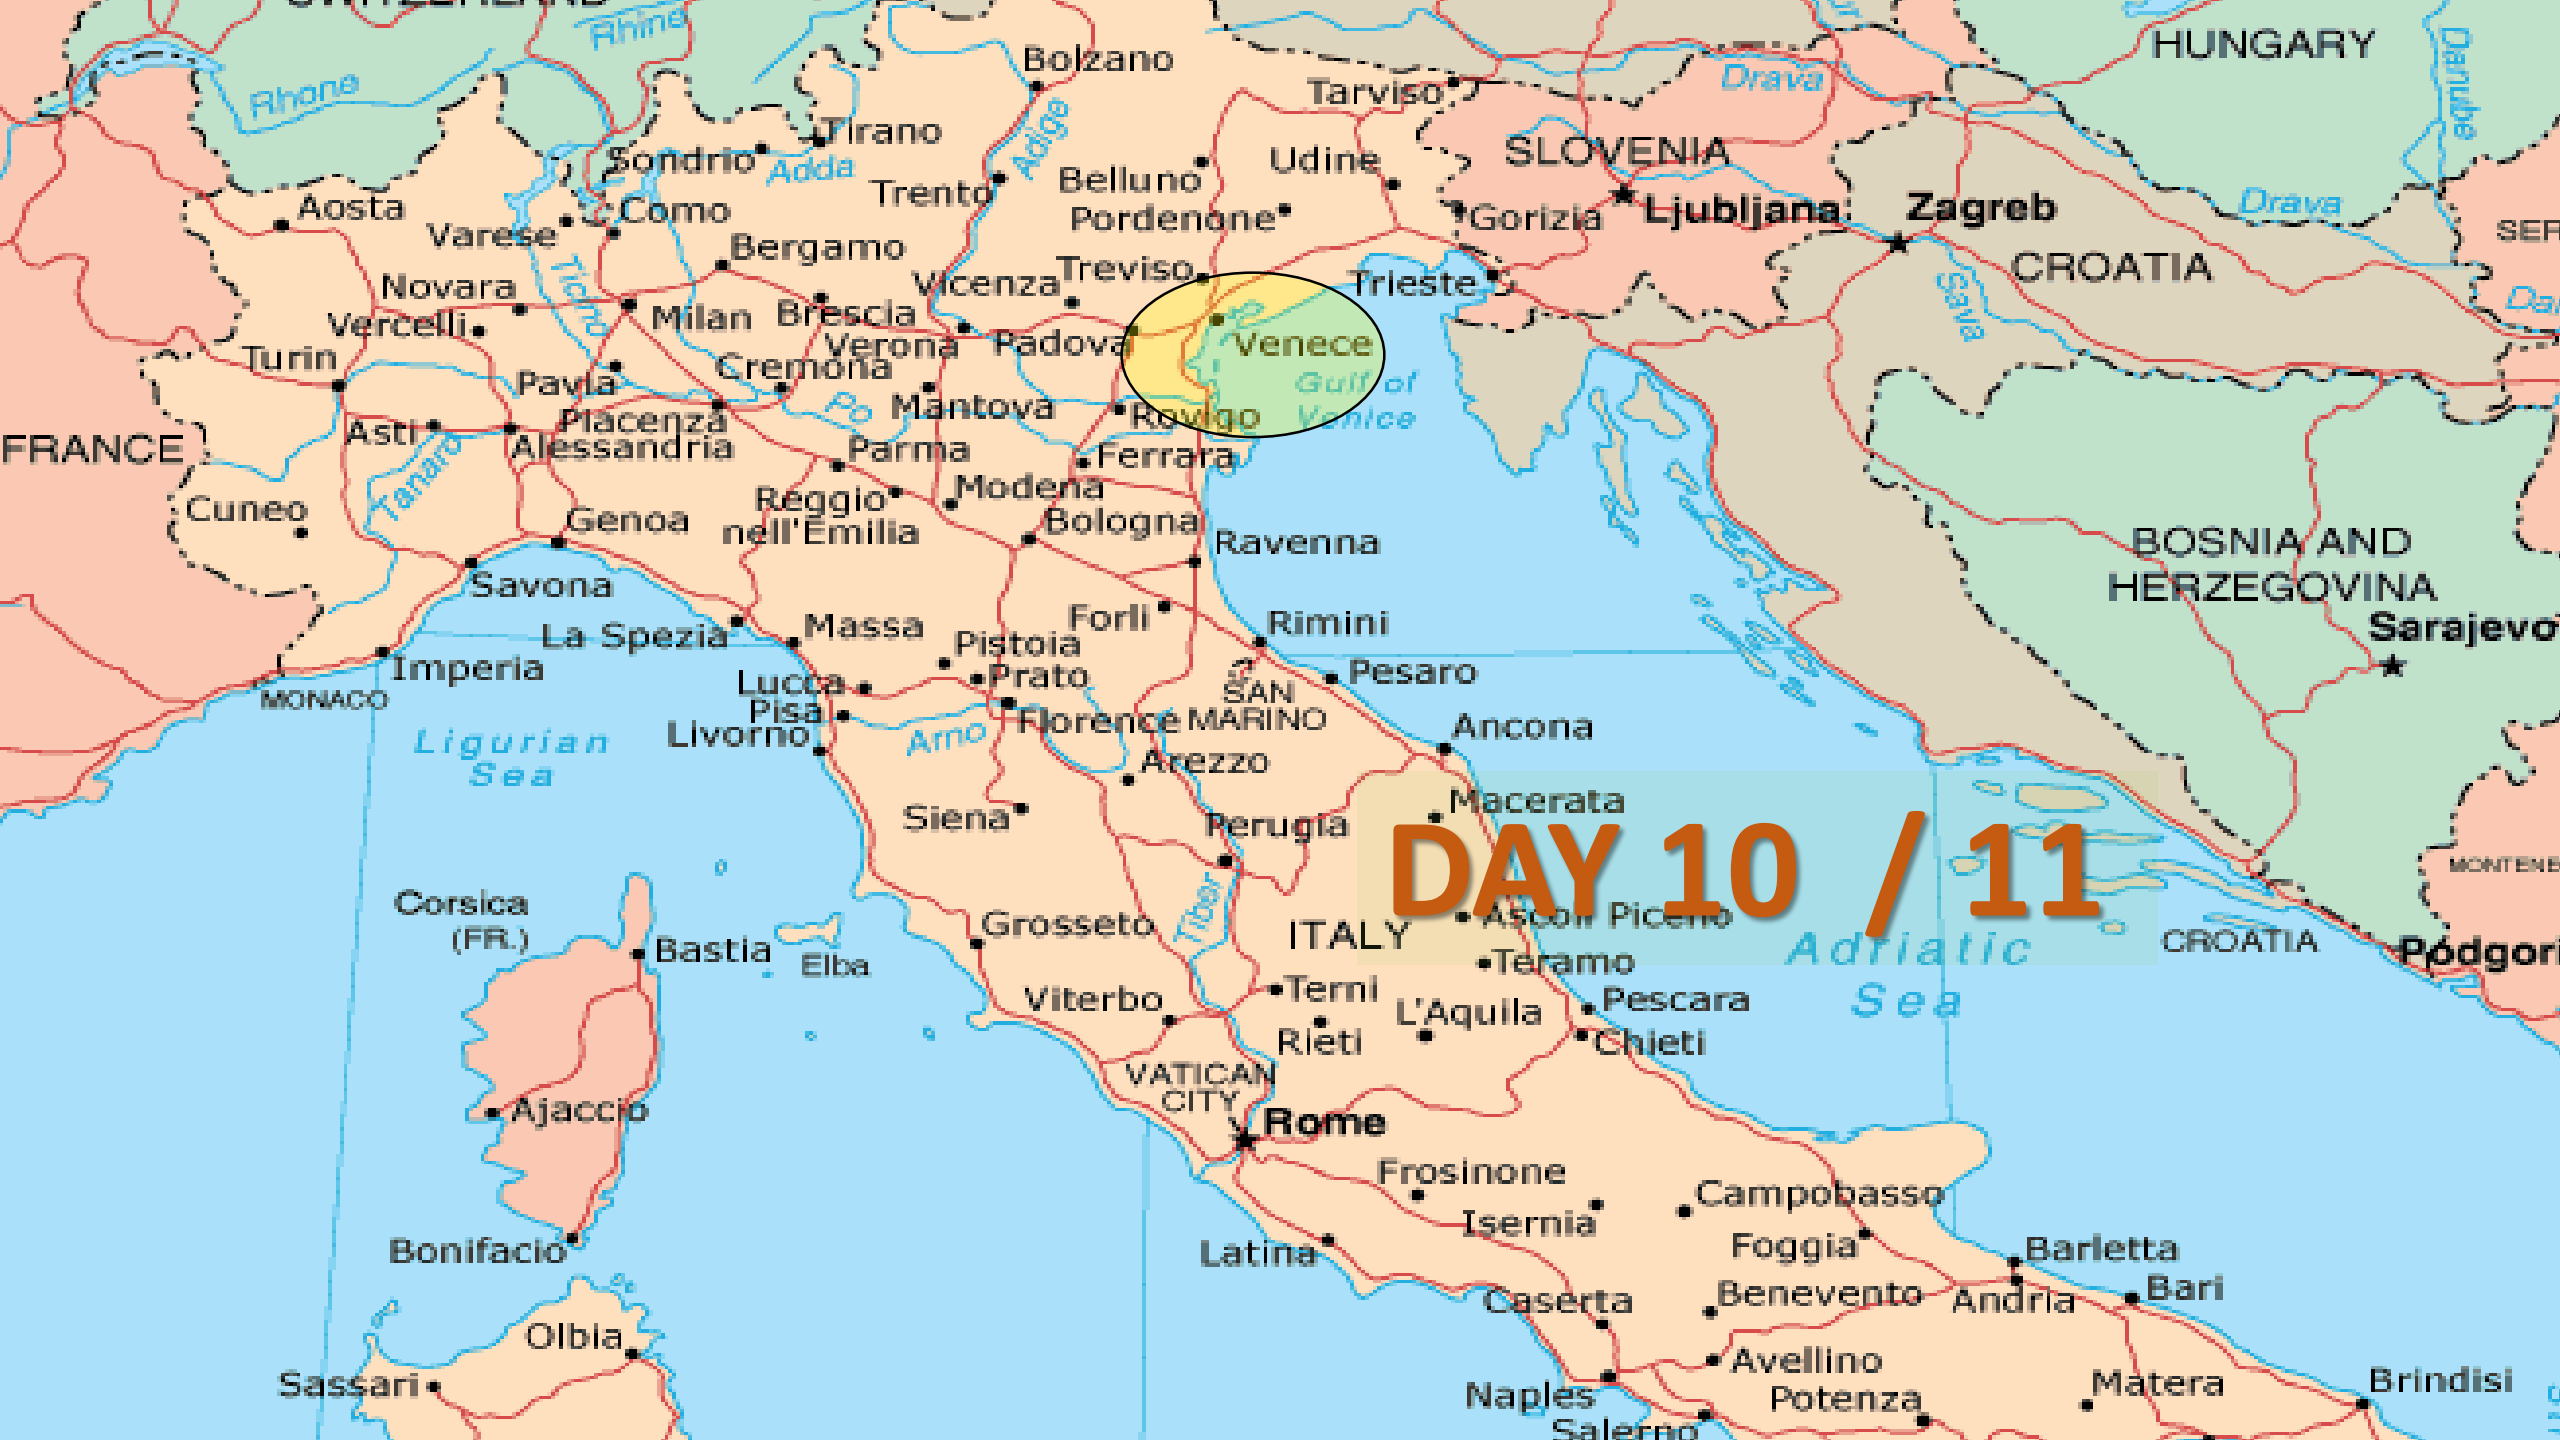 SWITZERLAND
Rhine
Bolzano
HUNGARY
Danube
Rhone
Tarviso
Drava
Tirano
Adige
Sondrio
Adda
Udine
SLOVENIA
Belluno
Trento
Aosta
Como
Pordenone
Gorizia
Ljubljana
Zagreb
Drava
Varese
Bergamo
Treviso
CROATIA
Ticino
Novara
Vicenza
Trieste
Sava
Vercelli
Milan
Brescia
Verona
Padova
Venece
Turin
Cremona
Pavia
Gulf of
Venice
Po
Mantova
Rovigo
Piacenza
Asti
Alessandria
FRANCE
Tanaro
Parma
Ferrara
Cuneo
Reggio
nell'Emilia
Modena
Genoa
Bologna
Ravenna
BOSNIA AND
HERZEGOVINA
Savona
Sarajevo
La Spezia
Massa
Forli
Rimini
Pistoia
Imperia
Prato
Pesaro
MONACO
Lucca
SAN
MARINO
Pisa
Florence
Ligurian
Sea
Livorno
Arno
Ancona
Arezzo
Macerata
Siena
Perugia
DAY 10 / 11
Corsica
(FR.)
Tiber
Grosseto
ITALY
Ascoli Piceno
Adriatic
Sea
CROATIA
Bastia
Elba
Teramo
Viterbo
Terni
L'Aquila
Pescara
Rieti
Chieti
VATICAN
CITY
Ajaccio
Rome
Frosinone
Campobasso
Isernia
Bonifacio
Latina
Foggia
Barletta
Caserta
Benevento
Andria
Bari
Olbia
Avellino
Sassari
Naples
Potenza
Matera
Brindisi
Salerno